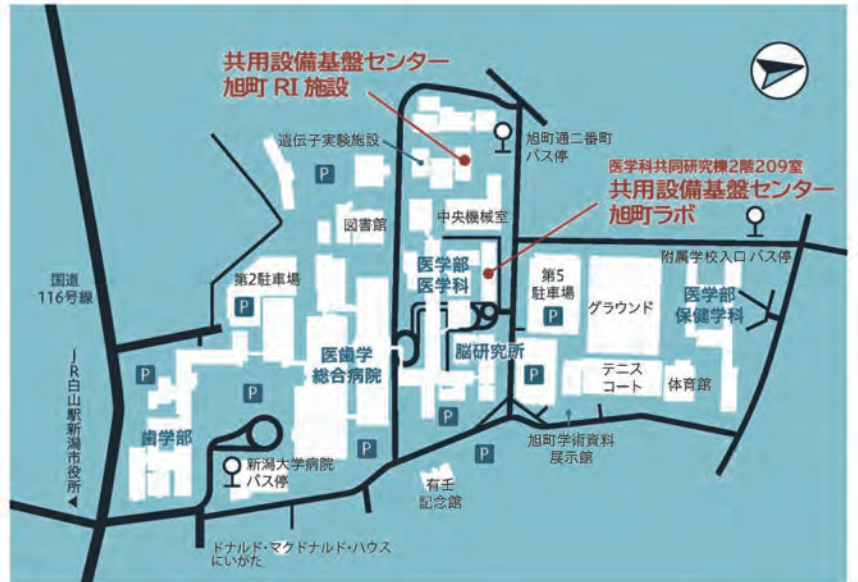 共用設備基盤センター
旭町 RI 施設
遺伝子実験施設
P
旭町通二番町
バス停
医学科共同研究棟2階209室
共用設備基盤センター
旭町ラボ
図書館
中央機械室
附属学校入口 バス停
国道
116号線
第2駐車場
P
医学部
医学科
第5
駐車場
P
グラウンド
医学部
保健学科
JR白山駅新潟市役所▶
P
P
医歯学
総合病院
脳研究所
P
テニス
コート
体育館
歯学部
P
P
P
旭町学術資料
展示館
新潟大学病院
バス停
有壬
記念館
ドナルド・マクドナルド・ハウス
にいがた